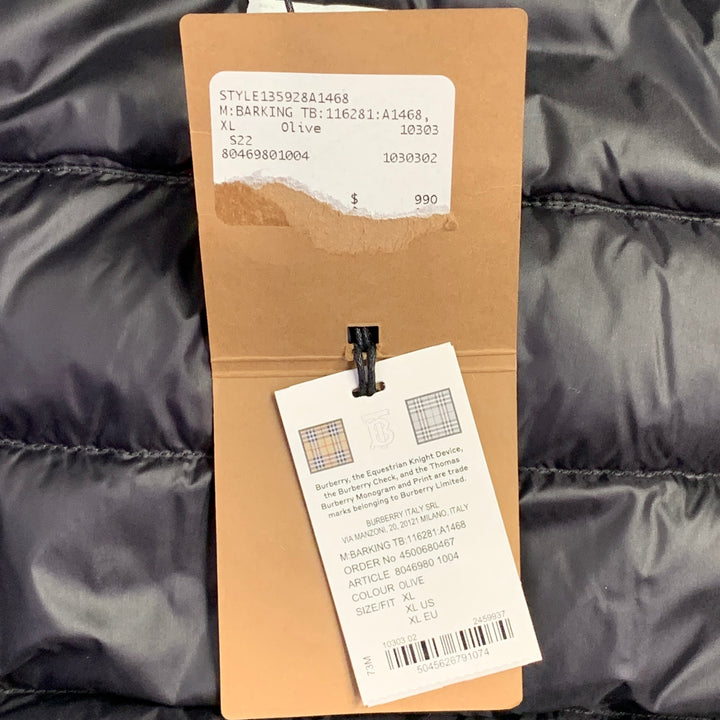 STYLE135928A1468
M:BARKING TB:116281:A1468,
XL Olive 10303
S22
80469801004 1030302
$ 990
Burberry, the Equestrian Knight Device,
the Burberry Check, and the Thomas
Burberry Monogram and Print are trade
marks belonging to Burberry Limited.
BURBERRY ITALY SRL
VIA MANZONI, 20, 20121 MILANO, ITALY
M:BARKING TB:116281:A1468
ORDER No 4500680467
ARTICLE 8046980 1004
COLOUR OLIVE
SIZE/FIT XL
XL US
XL EU
10303 02 2459937
73M
5045626791074